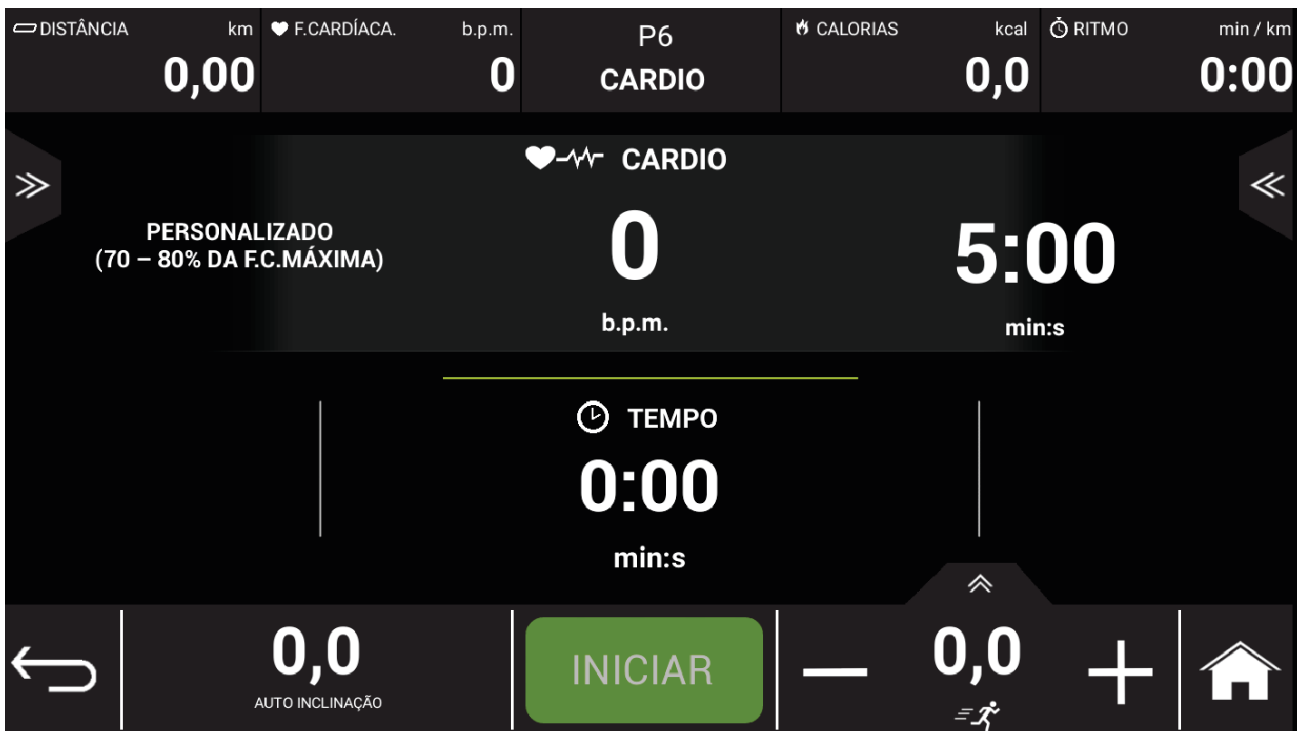 DISTÂNCIA km
0,00
F.CARDÍACA. b.p.m.
0
P6
CARDIO
CALORIAS kcal
0,0
RITMO min / km
0:00
CARDIO
PERSONALIZADO
(70 – 80% DA F.C.MÁXIMA)
0
b.p.m.
5:00
min:s
TEMPO
0:00
min:s
0,0
AUTO INCLINAÇÃO
INICIAR
0,0